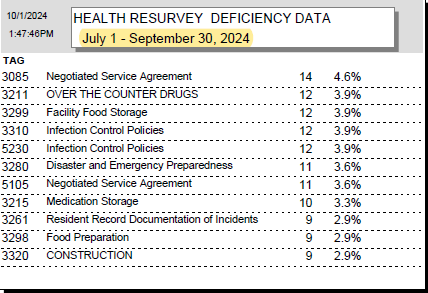 10/1/2024
1:47:46PM
HEALTH RESURVEY DEFICIENCY DATA
July 1 - September 30, 2024
TAG
3085 Negotiated Service Agreement 14 4.6%
3211 OVER THE COUNTER DRUGS 12 3.9%
3299 Facility Food Storage 12 3.9%
3310 Infection Control Policies 12 3.9%
5230 Infection Control Policies 12 3.9%
3280 Disaster and Emergency Preparedness 11 3.6%
5105 Negotiated Service Agreement 11 3.6%
3215 Medication Storage 10 3.3%
3261 Resident Record Documentation of Incidents 9 2.9%
3298 Food Preparation 9 2.9%
3320 CONSTRUCTION 9 2.9%